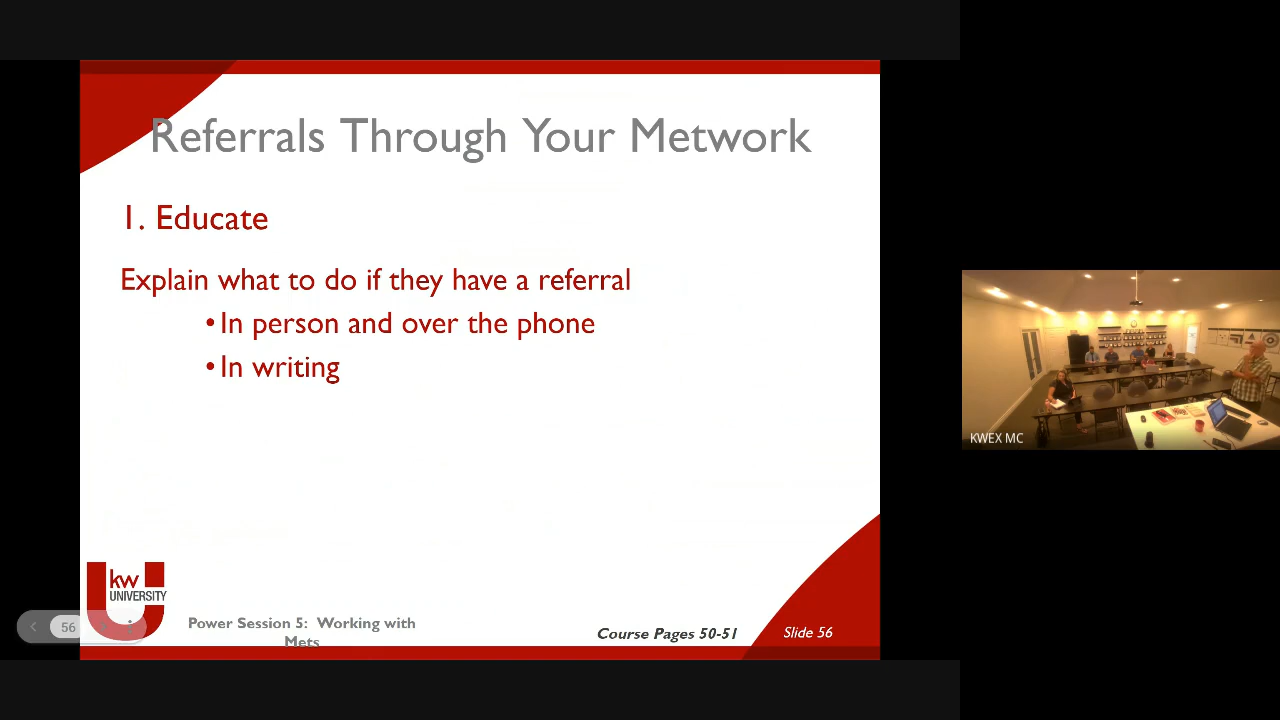 Referrals Through Your Metwork
1. Educate
Explain what to do if they have a referral
•In person and over the phone
•In writing
KWEX MC
kw
UNIVERSITY
56
Power Session 5: Working with
Mets
Course Pages 50-51
Slide 56